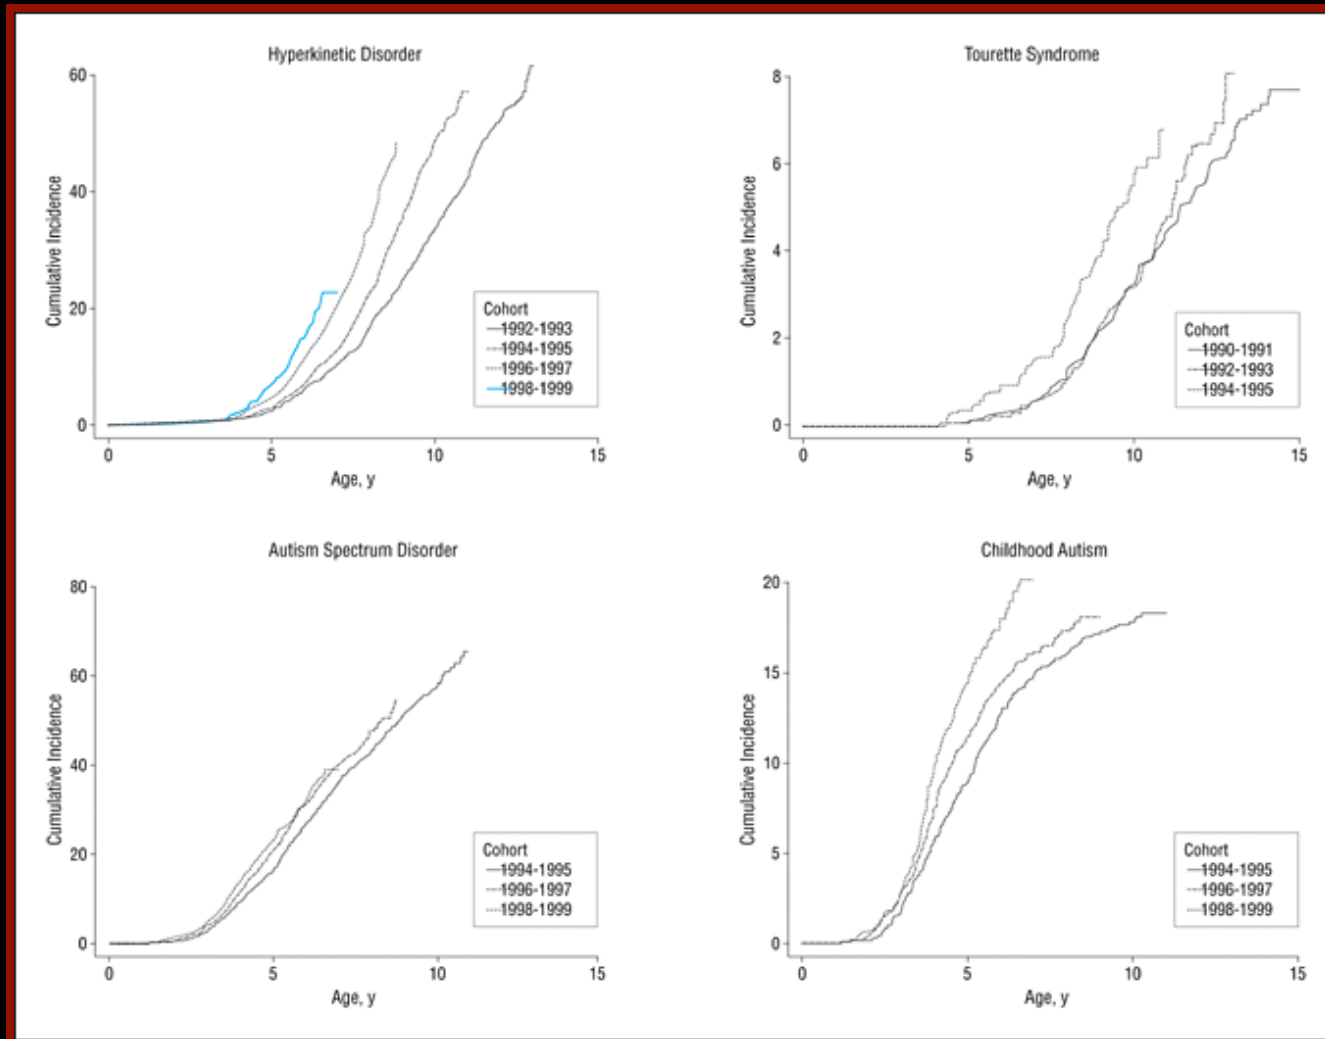 Hyperkinetic Disorder
60
40
20
0
Cumulative Incidence
Cohort
1992-1993
1994-1995
1996-1997
1998-1999
0 5 10 15
Age, y
Tourette Syndrome
8
6
4
2
0
Cumulative Incidence
Cohort
1990-1991
1992-1993
1994-1995
0 5 10 15
Age, y
Autism Spectrum Disorder
80
60
40
20
0
Cumulative Incidence
Cohort
1994-1995
1996-1997
1998-1999
0 5 10 15
Age, y
Childhood Autism
20
15
10
5
0
Cumulative Incidence
Cohort
1994-1995
1996-1997
1998-1999
0 5 10 15
Age, y